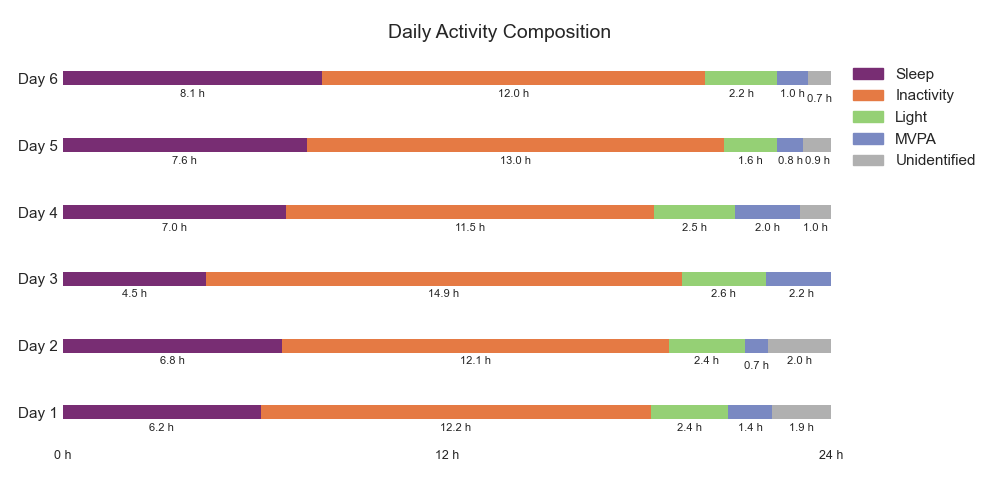 Daily Activity Composition
Day 6
8.1 h 12.0 h 2.2 h 1.0 h 0.7 h
Day 5
7.6 h 13.0 h 1.6 h 0.8 h 0.9 h
Day 4
7.0 h 11.5 h 2.5 h 2.0 h 1.0 h
Day 3
4.5 h 14.9 h 2.6 h 2.2 h
Day 2
6.8 h 12.1 h 2.4 h 0.7 h 2.0 h
Day 1
6.2 h 12.2 h 2.4 h 1.4 h 1.9 h
0 h 12 h 24 h
Sleep
Inactivity
Light
MVPA
Unidentified